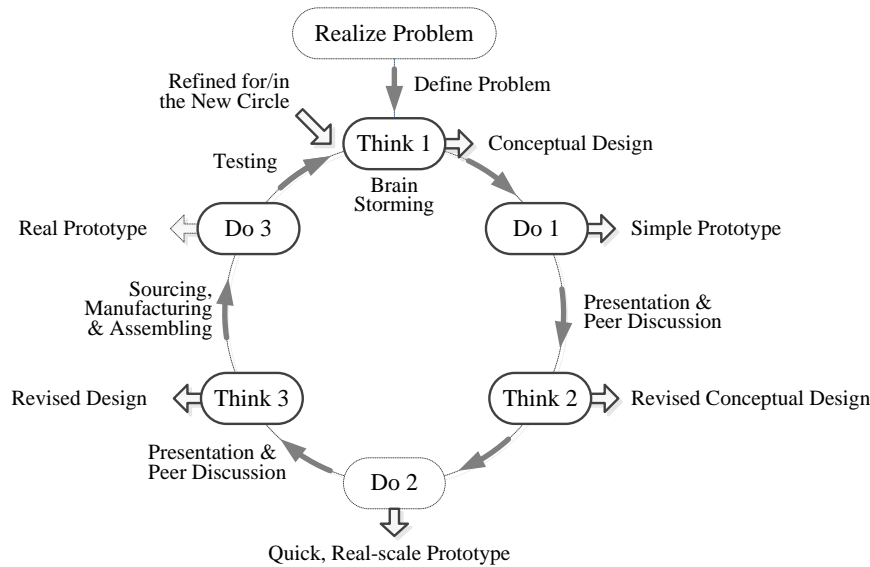 Realize Problem
Define Problem
Refined for/in
the New Circle
Think 1
Conceptual Design
Brain
Storming
Testing
Do 3
Real Prototype
Do 1
Simple Prototype
Sourcing,
Manufacturing
& Assembling
Presentation &
Peer Discussion
Revised Design
Think 3
Think 2
Revised Conceptual Design
Presentation &
Peer Discussion
Do 2
Quick, Real-scale Prototype